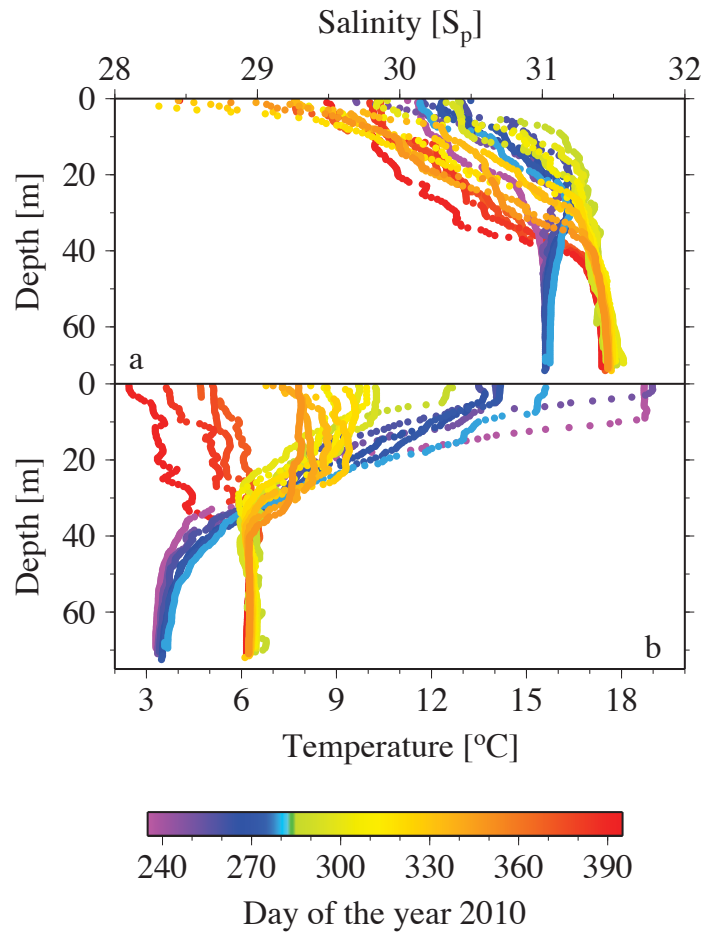 Salinity [Sp]
28 29 30 31 32
0
20
40
60
Depth [m]
a
0
20
40
60
Depth [m]
b
3 6 9 12 15 18
Temperature [°C]
240 270 300 330 360 390
Day of the year 2010